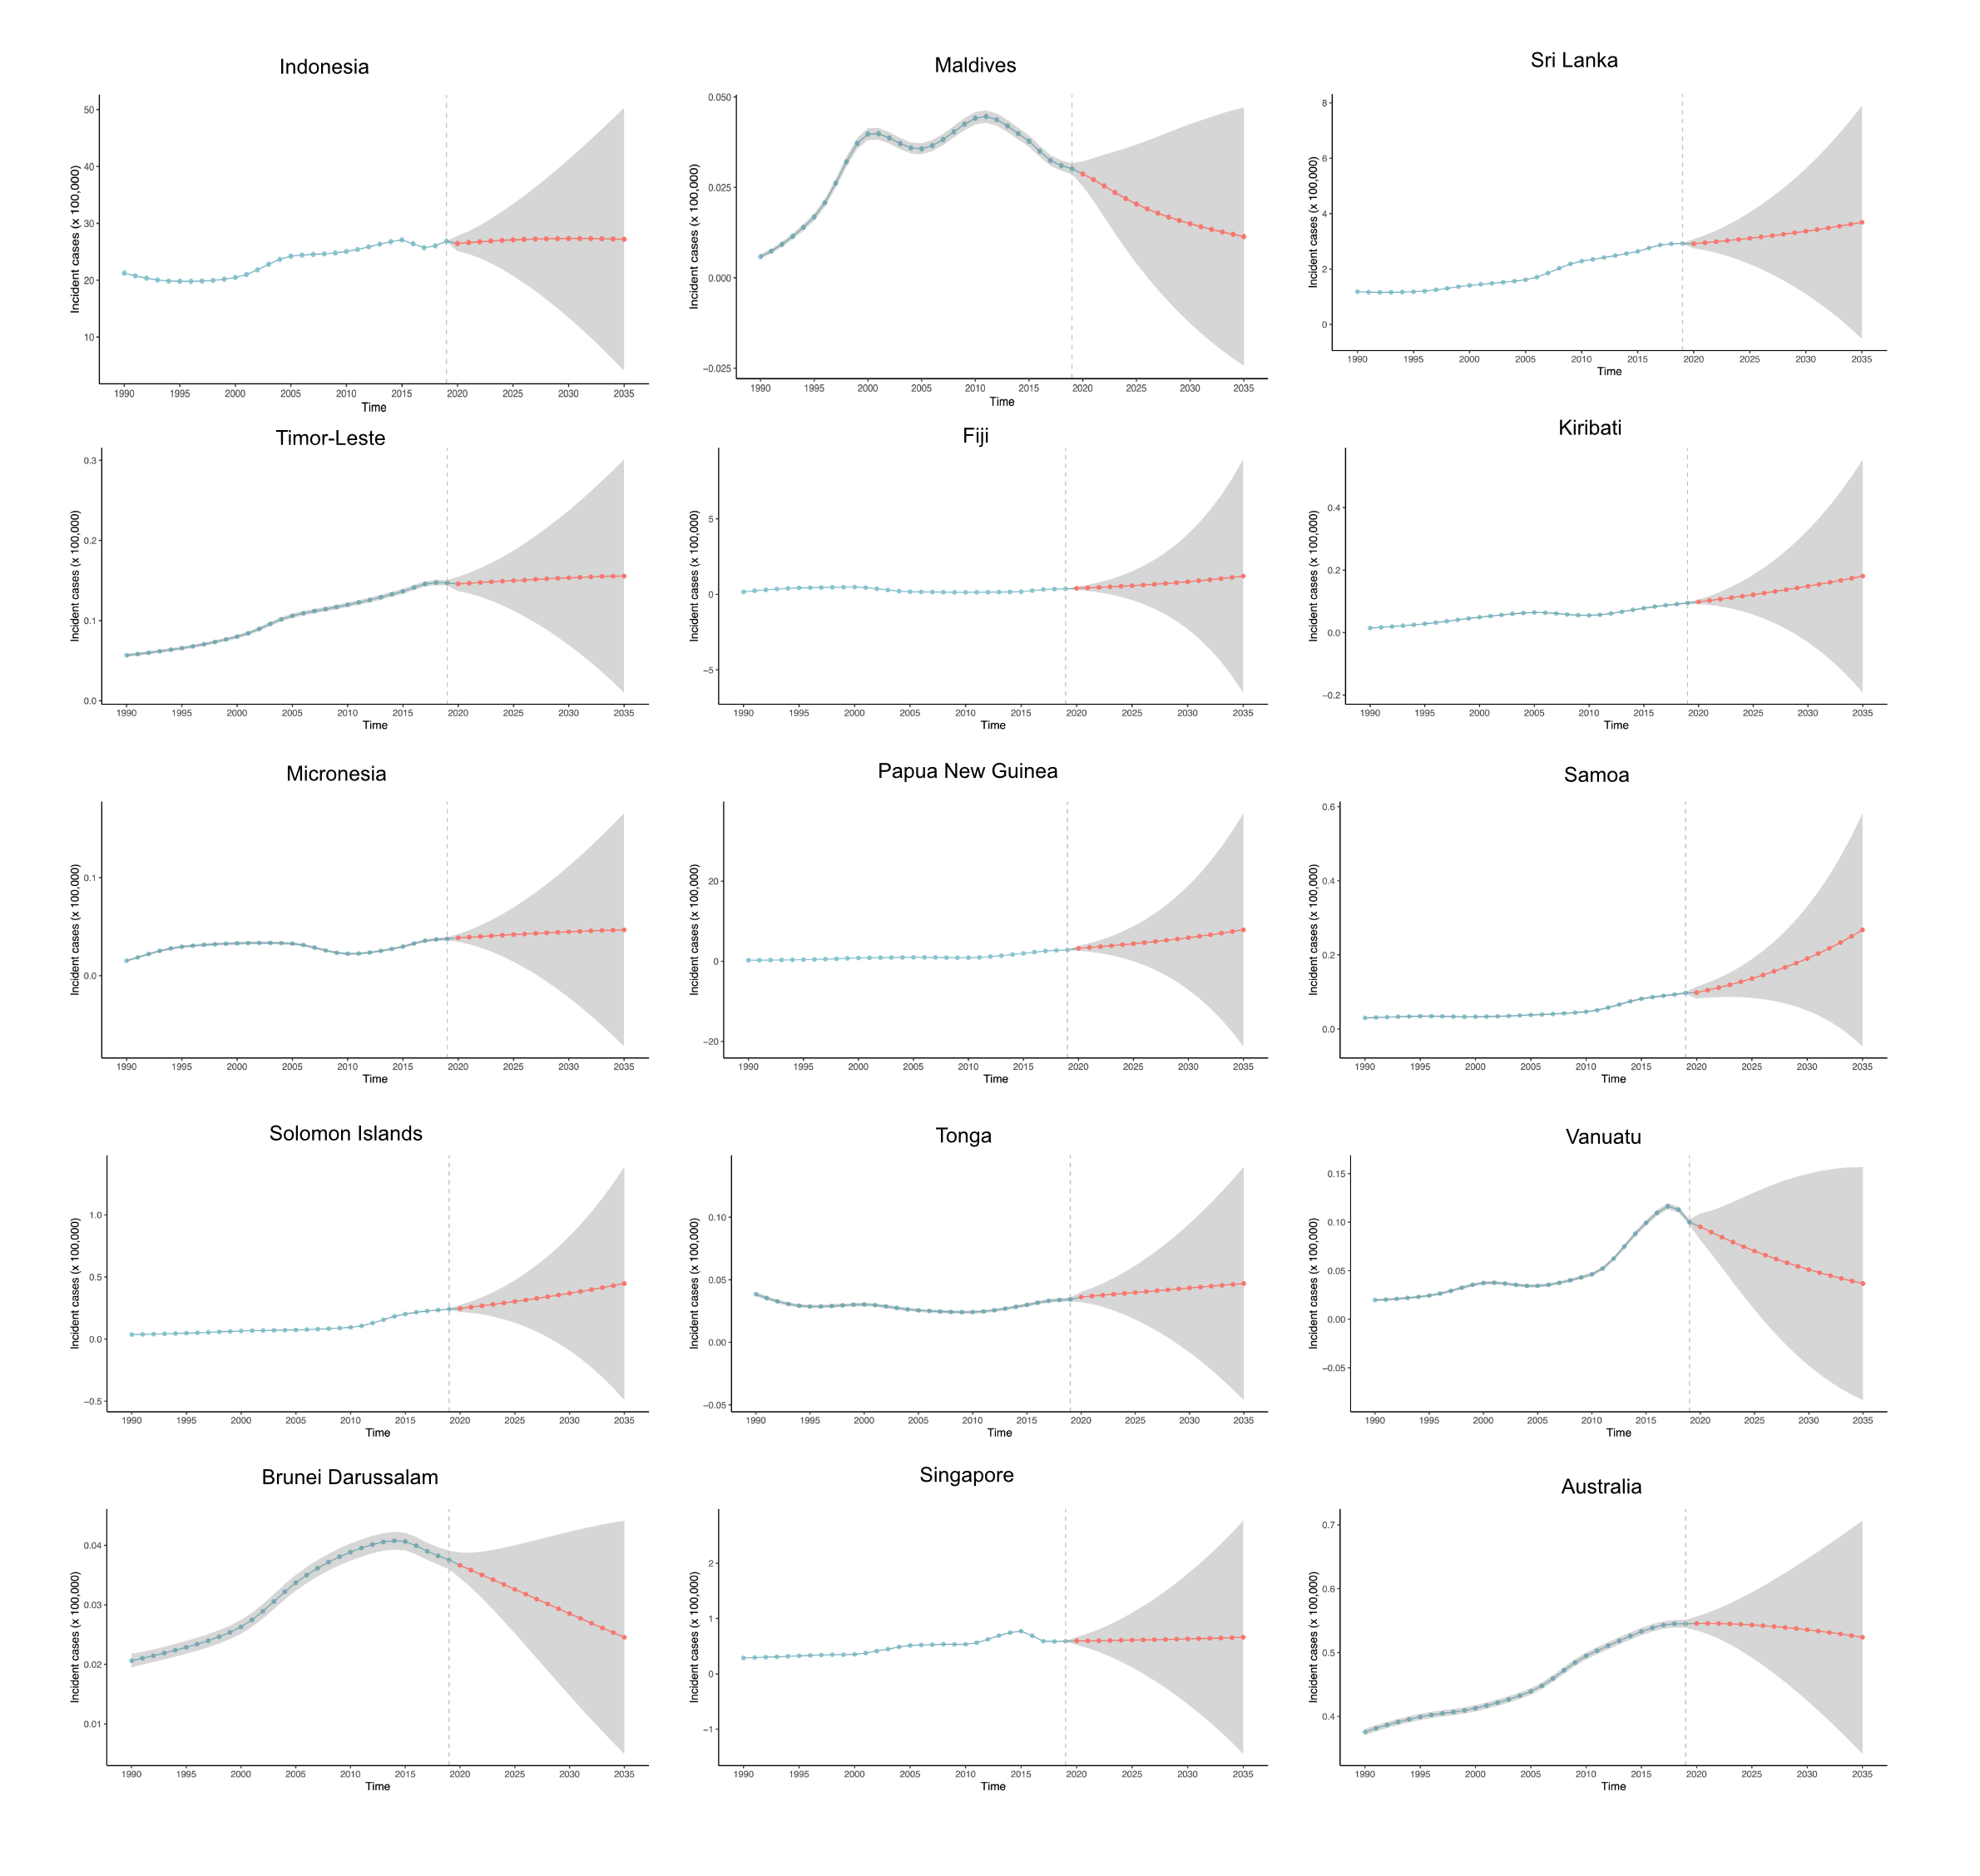 Indonesia
Incident cases (x 100,000)
50
40
30
20
10
1990 1995 2000 2005 2010 2015 2020 2025 2030 2035
Time
Maldives
Incident cases (x 100,000)
0.050
0.025
0.000
−0.025
1990 1995 2000 2005 2010 2015 2020 2025 2030 2035
Time
Sri Lanka
Incident cases (x 100,000)
8
6
4
2
0
1990 1995 2000 2005 2010 2015 2020 2025 2030 2035
Time
Timor-Leste
Incident cases (x 100,000)
0.3
0.2
0.1
0.0
1990 1995 2000 2005 2010 2015 2020 2025 2030 2035
Time
Fiji
Incident cases (x 100,000)
5
0
−5
1990 1995 2000 2005 2010 2015 2020 2025 2030 2035
Time
Kiribati
Incident cases (x 100,000)
0.4
0.2
0.0
−0.2
1990 1995 2000 2005 2010 2015 2020 2025 2030 2035
Time
Micronesia
Incident cases (x 100,000)
0.1
0.0
1990 1995 2000 2005 2010 2015 2020 2025 2030 2035
Time
Papua New Guinea
Incident cases (x 100,000)
20
0
−20
1990 1995 2000 2005 2010 2015 2020 2025 2030 2035
Time
Samoa
Incident cases (x 100,000)
0.6
0.4
0.2
0.0
1990 1995 2000 2005 2010 2015 2020 2025 2030 2035
Time
Solomon Islands
Incident cases (x 100,000)
1.0
0.5
0.0
−0.5
1990 1995 2000 2005 2010 2015 2020 2025 2030 2035
Time
Tonga
Incident cases (x 100,000)
0.10
0.05
0.00
−0.05
1990 1995 2000 2005 2010 2015 2020 2025 2030 2035
Time
Vanuatu
Incident cases (x 100,000)
0.15
0.10
0.05
0.00
−0.05
1990 1995 2000 2005 2010 2015 2020 2025 2030 2035
Time
Brunei Darussalam
Incident cases (x 100,000)
0.04
0.03
0.02
0.01
1990 1995 2000 2005 2010 2015 2020 2025 2030 2035
Time
Singapore
Incident cases (x 100,000)
2
1
0
−1
1990 1995 2000 2005 2010 2015 2020 2025 2030 2035
Time
Australia
Incident cases (x 100,000)
0.7
0.6
0.5
0.4
1990 1995 2000 2005 2010 2015 2020 2025 2030 2035
Time